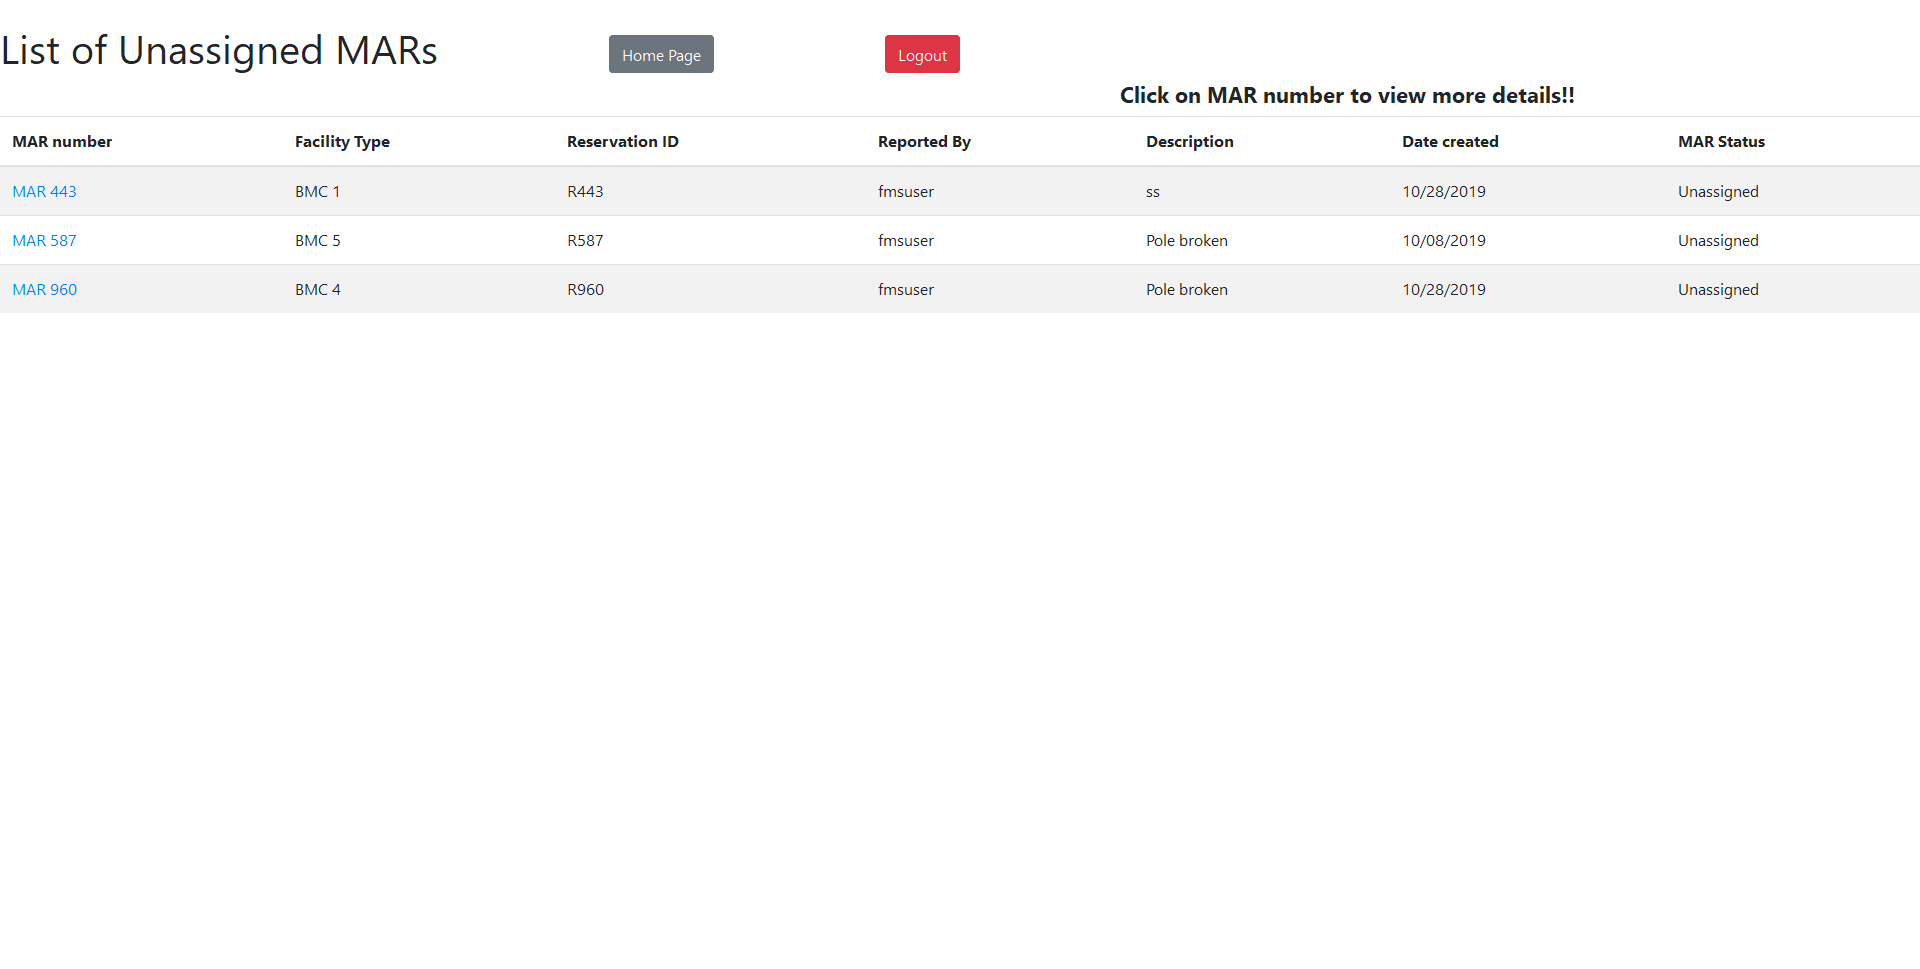 List of Unassigned MARs Home Page Logout
Click on MAR number to view more details!!
MAR number Facility Type Reservation ID Reported By Description Date created MAR Status
MAR 443 BMC 1 R443 fmsuser ss 10/28/2019 Unassigned
MAR 587 BMC 5 R587 fmsuser Pole broken 10/08/2019 Unassigned
MAR 960 BMC 4 R960 fmsuser Pole broken 10/28/2019 Unassigned